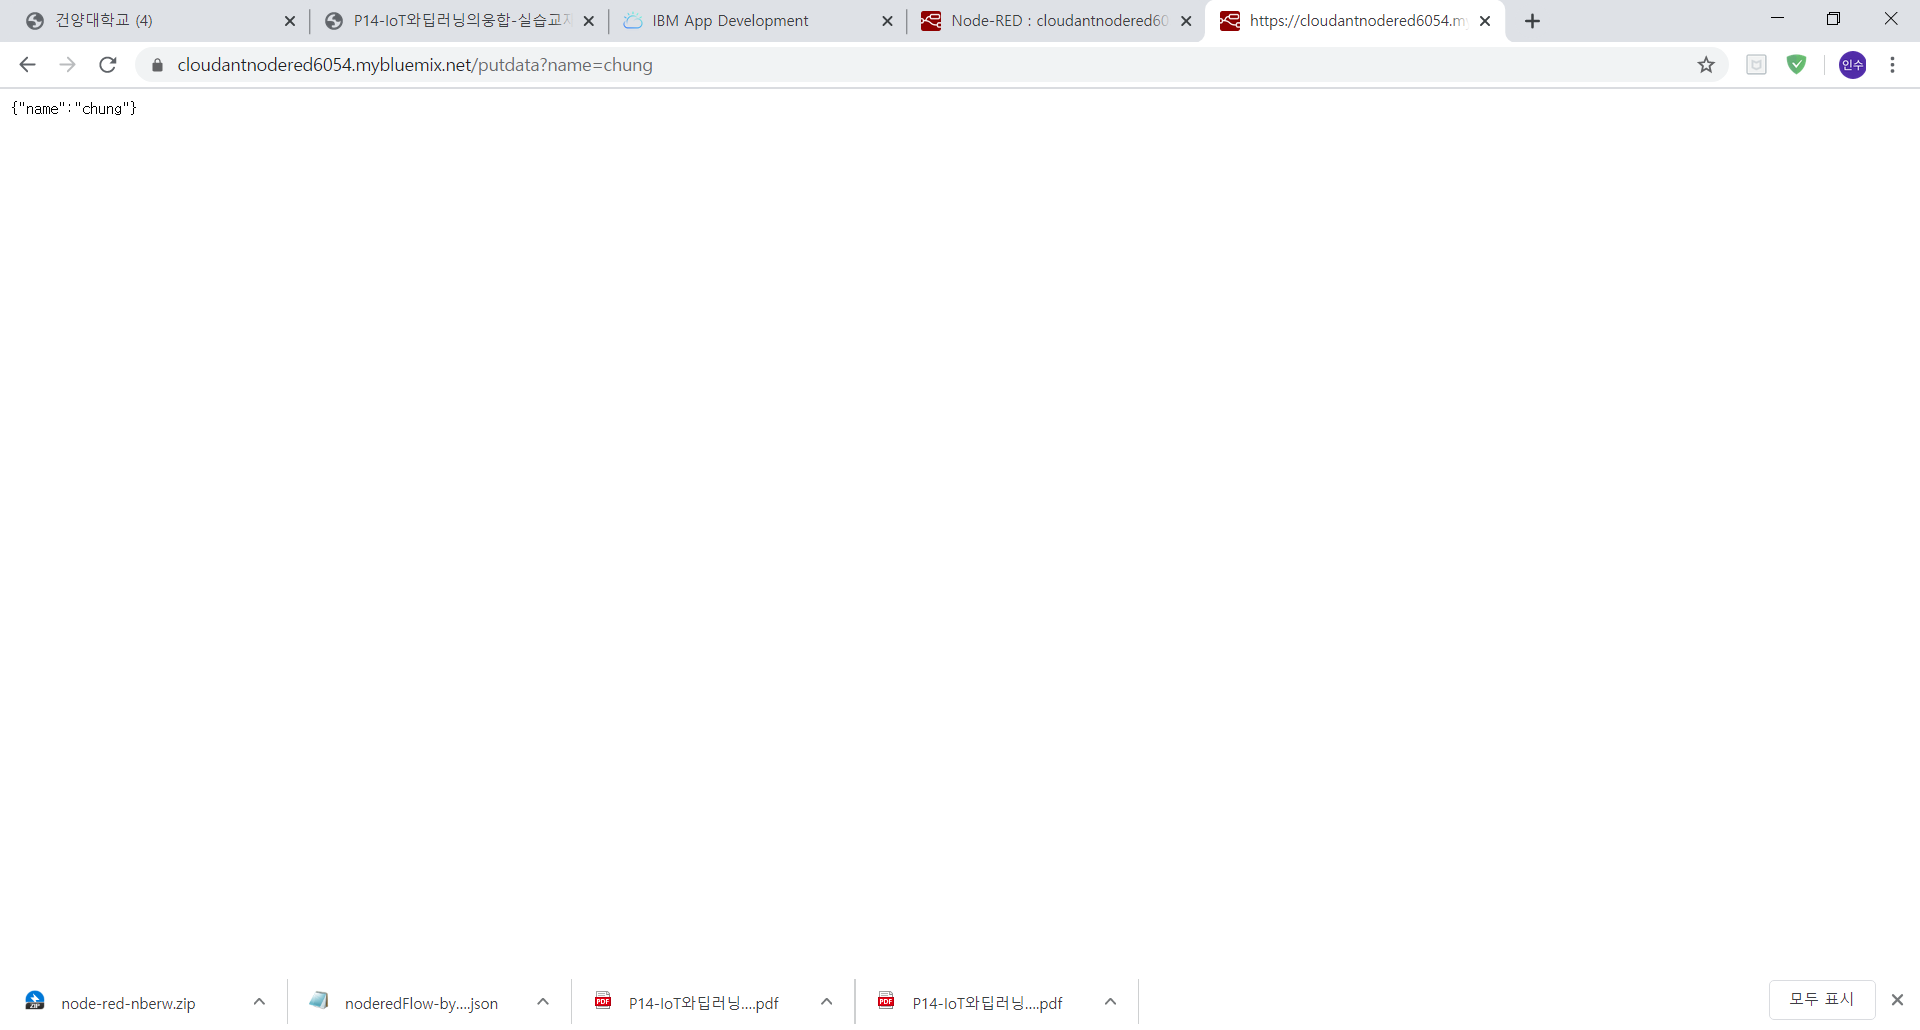 건양대학교 (4)
P14-IoT와딥러닝의융합-실습교
IBM App Development
Node-RED : cloudantnodered60
https://cloudantnodered6054.m
cloudantnodered6054.mybluemix.net/putdata?name=chung
인수
{"name":"chung"}
node-red-nberw.zip
noderedFlow-by....json
P14-IoT와딥러닝....pdf
P14-IoT와딥러닝....pdf
모두 표시